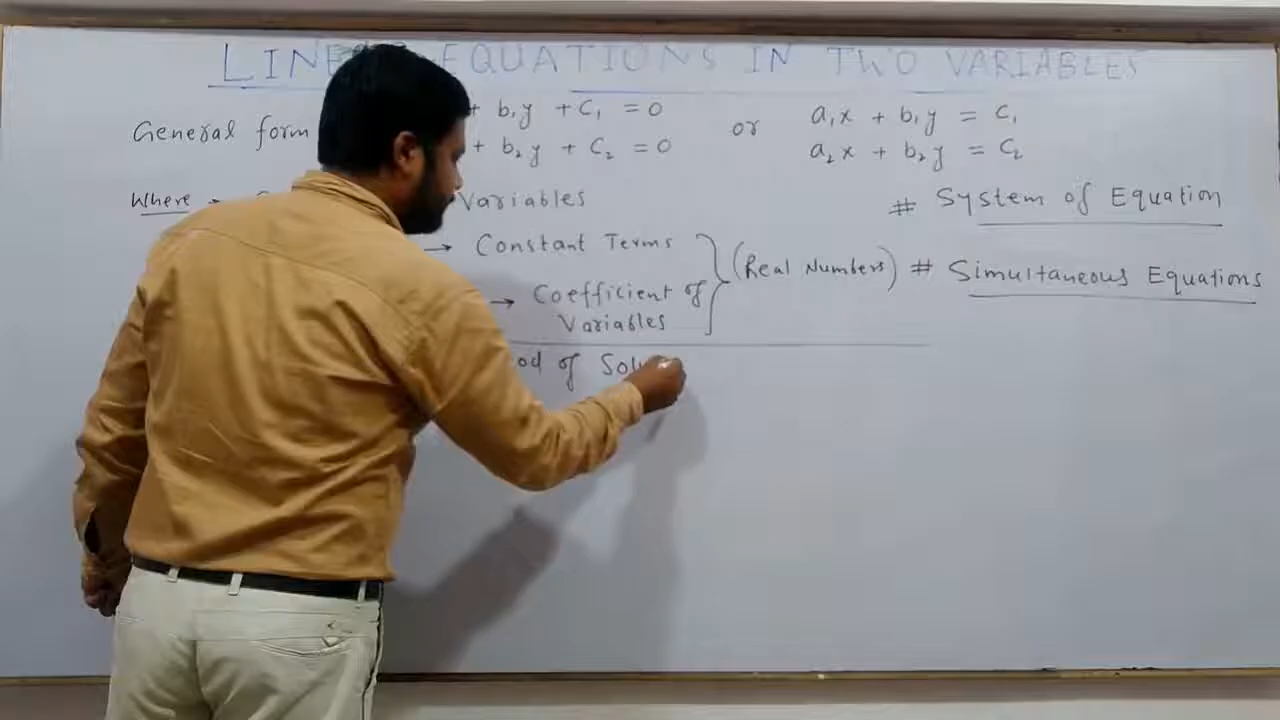 LINE EQUATIONS IN TWO VARIABLES
General form + b₁y + C₁ = 0 or a₁x + b₁y = C₁
+ b₂y + C₂ = 0 a₂x + b₂y = C₂
Where → Variables # System of Equation
→ Constant Terms
(Real Numbers) # Simultaneous Equations
→ Coefficient of
Variables
od of Solu